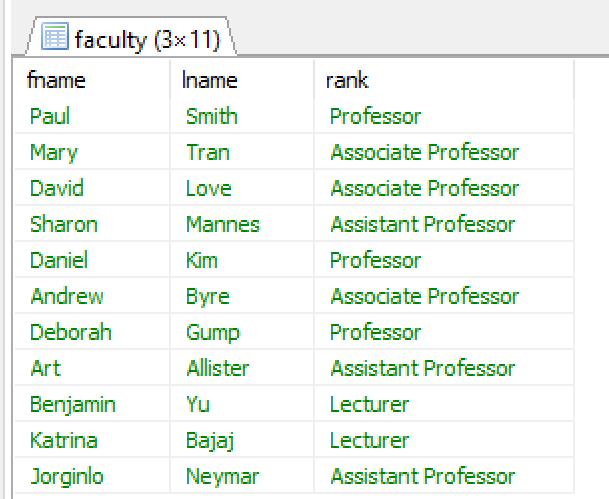 faculty (3×11)
fname lname rank
Paul Smith Professor
Mary Tran Associate Professor
David Love Associate Professor
Sharon Mannes Assistant Professor
Daniel Kim Professor
Andrew Byre Associate Professor
Deborah Gump Professor
Art Allister Assistant Professor
Benjamin Yu Lecturer
Katrina Bajaj Lecturer
Jorginlo Neymar Assistant Professor